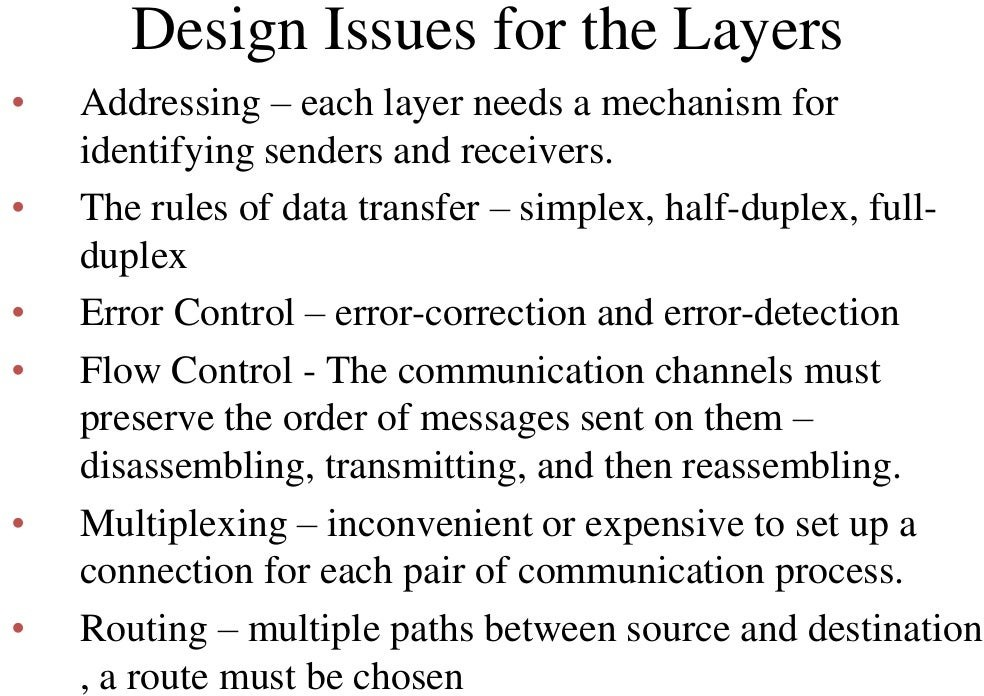 Design Issues for the Layers
• Addressing – each layer needs a mechanism for
identifying senders and receivers.
• The rules of data transfer – simplex, half-duplex, full-
duplex
• Error Control – error-correction and error-detection
• Flow Control - The communication channels must
preserve the order of messages sent on them –
disassembling, transmitting, and then reassembling.
• Multiplexing – inconvenient or expensive to set up a
connection for each pair of communication process.
• Routing – multiple paths between source and destination
, a route must be chosen